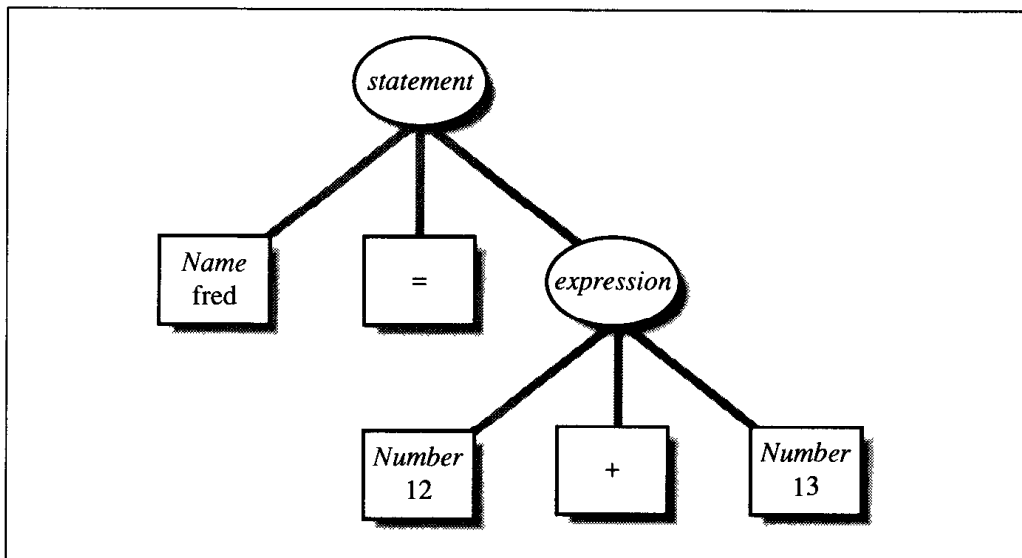 statement
Name
fred
=
expression
Number
12
+
Number
13